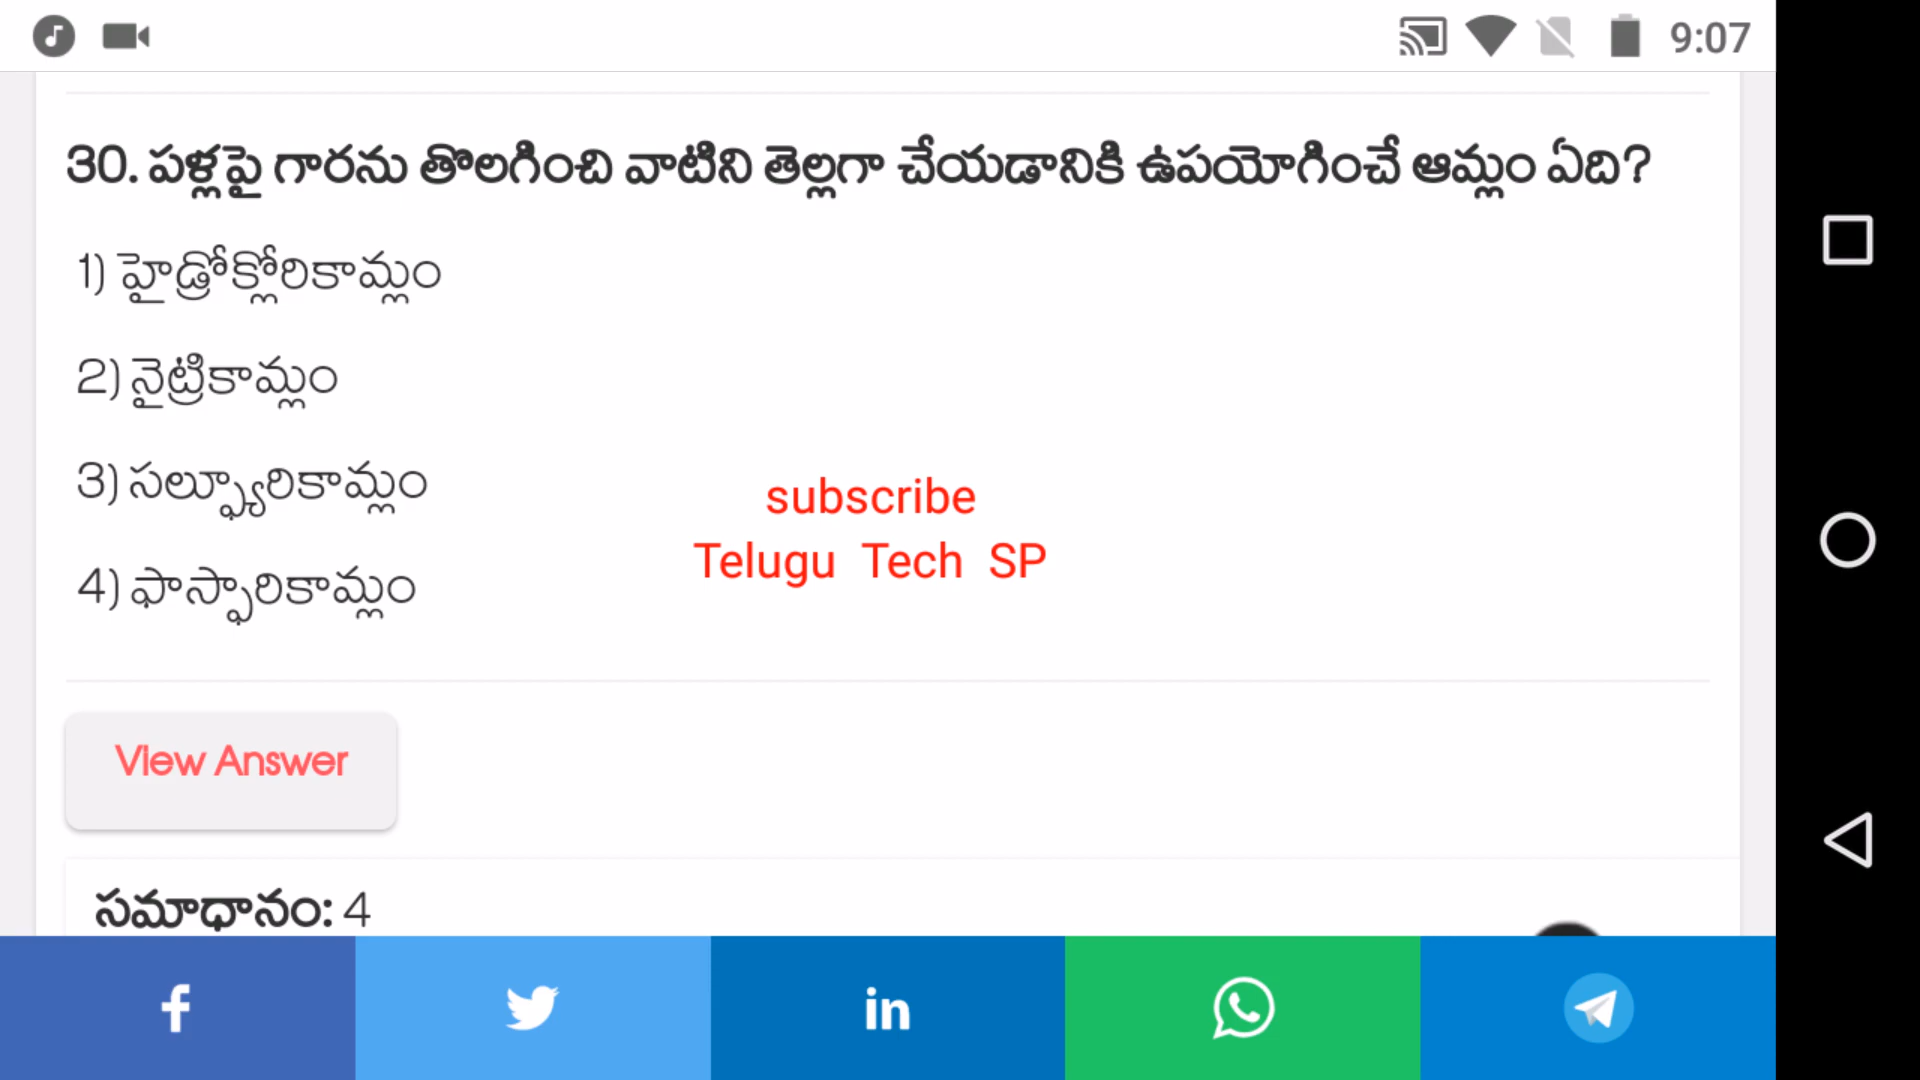 9:07
30. పళ్లపై గారను తొలగించి వాటిని తెల్లగా చేయడానికి ఉపయోగించే ఆమ్లం ఏది?
1) హైడ్రోక్లోరికామ్లం
2) నైట్రికామ్లం
3) సల్ఫ్యూరికామ్లం
4) ఫాస్ఫారికామ్లం
subscribe
Telugu Tech SP
View Answer
సమాధానం: 4